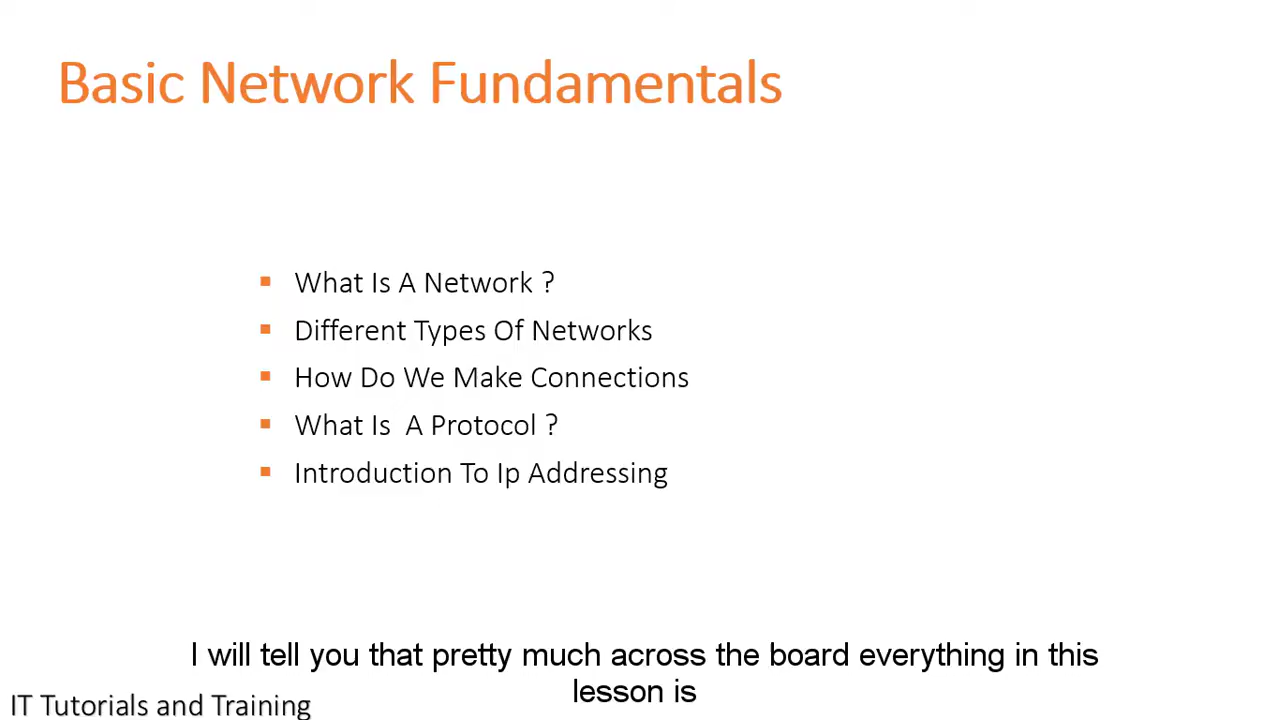 Basic Network Fundamentals
What Is A Network ?
Different Types Of Networks
How Do We Make Connections
What Is  A Protocol ?
Introduction To Ip Addressing
I will tell you that pretty much across the board everything in this
lesson is
IT Tutorials and Training